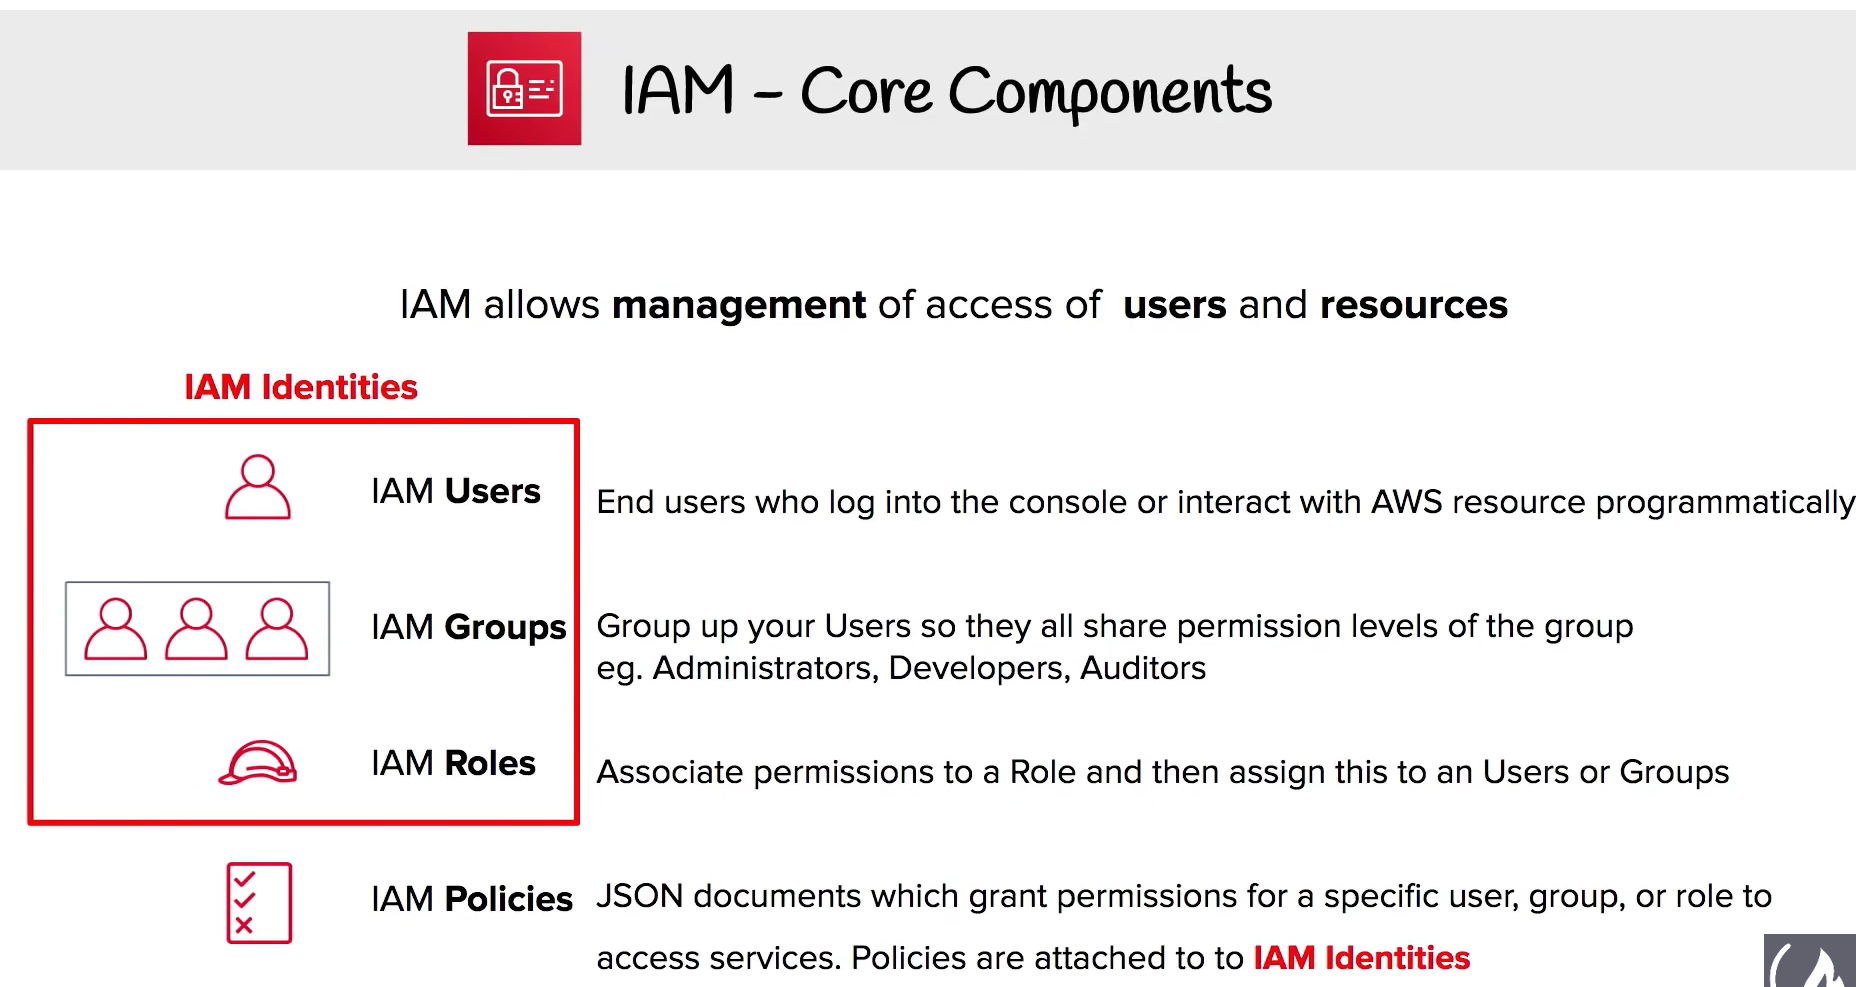 IAM – Core Components
IAM allows management of access of users and resources
IAM Identities
IAM Users
End users who log into the console or interact with AWS resource programmatically
IAM Groups
Group up your Users so they all share permission levels of the group
eg. Administrators, Developers, Auditors
IAM Roles
Associate permissions to a Role and then assign this to an Users or Groups
IAM Policies
JSON documents which grant permissions for a specific user, group, or role to
access services. Policies are attached to to IAM Identities